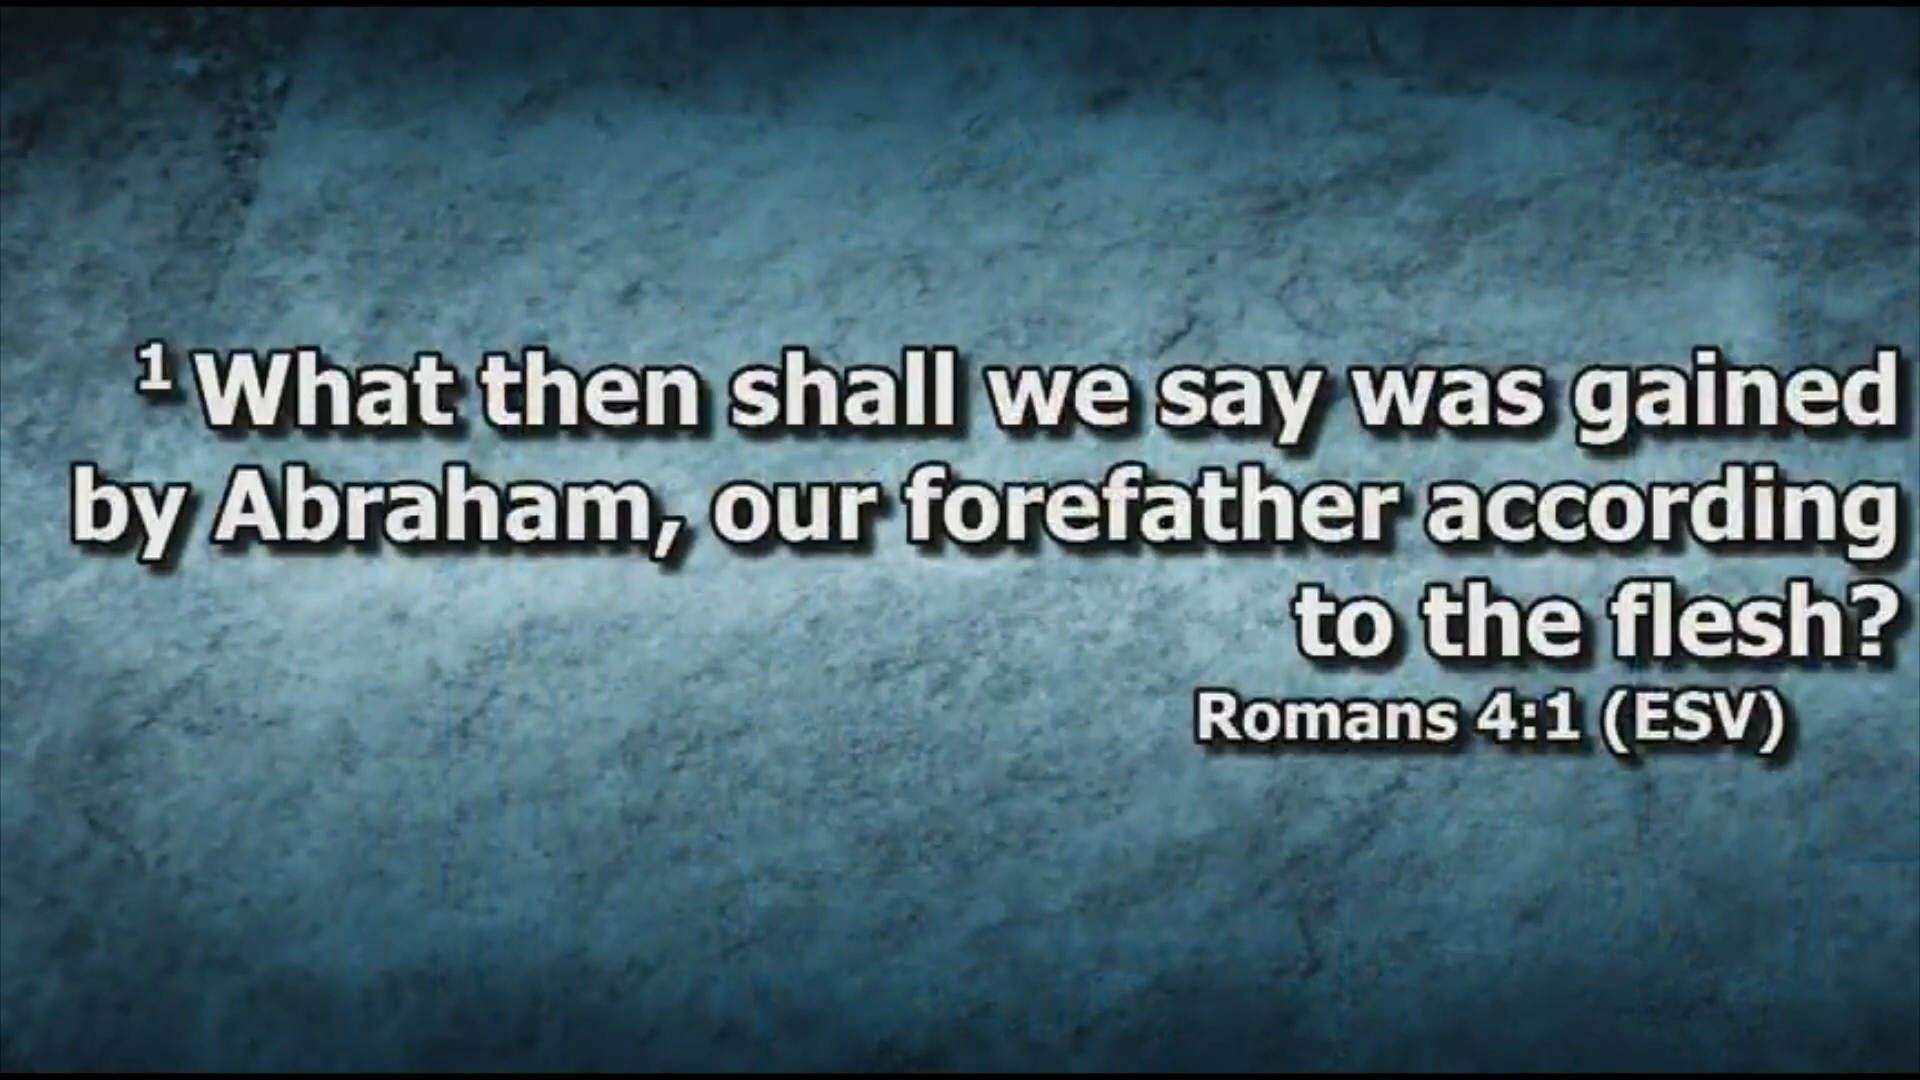 1 What then shall we say was gained
by Abraham, our forefather according
to the flesh?
Romans 4:1 (ESV)